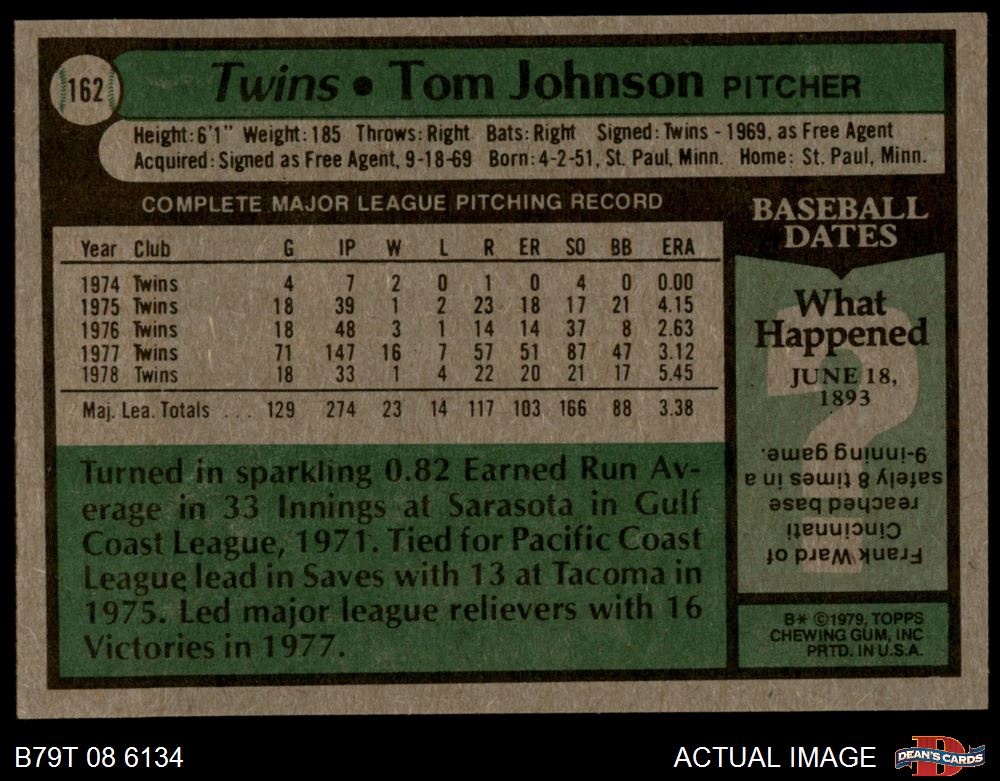 162
Twins • Tom Johnson PITCHER
Height: 6'1" Weight: 185 Throws: Right Bats: Right Signed: Twins - 1969, as Free Agent
Acquired: Signed as Free Agent, 9-18-69 Born: 4-2-51, St. Paul, Minn. Home: St. Paul, Minn.
COMPLETE MAJOR LEAGUE PITCHING RECORD
Year Club G IP W L R ER SO BB ERA
1974 Twins 4 7 2 0 1 0 4 0 0.00
1975 Twins 18 39 1 2 23 18 17 21 4.15
1976 Twins 18 48 3 1 14 14 37 8 2.63
1977 Twins 71 147 16 7 57 51 87 47 3.12
1978 Twins 18 33 1 4 22 20 21 17 5.45
Maj. Lea. Totals . . . 129 274 23 14 117 103 166 88 3.38
Turned in sparkling 0.82 Earned Run Av-
erage in 33 Innings at Sarasota in Gulf
Coast League, 1971. Tied for Pacific Coast
League lead in Saves with 13 at Tacoma in
1975. Led major league relievers with 16
Victories in 1977.
BASEBALL
DATES
What
Happened
JUNE 18,
1893
?
Frank Ward of
Cincinnati
reached base
safely 8 times in a
9-inning game.
B* ©1979, TOPPS
CHEWING GUM, INC
PRTD. IN U.S.A.
B79T 08 6134
ACTUAL IMAGE
D
DEAN'S CARDS